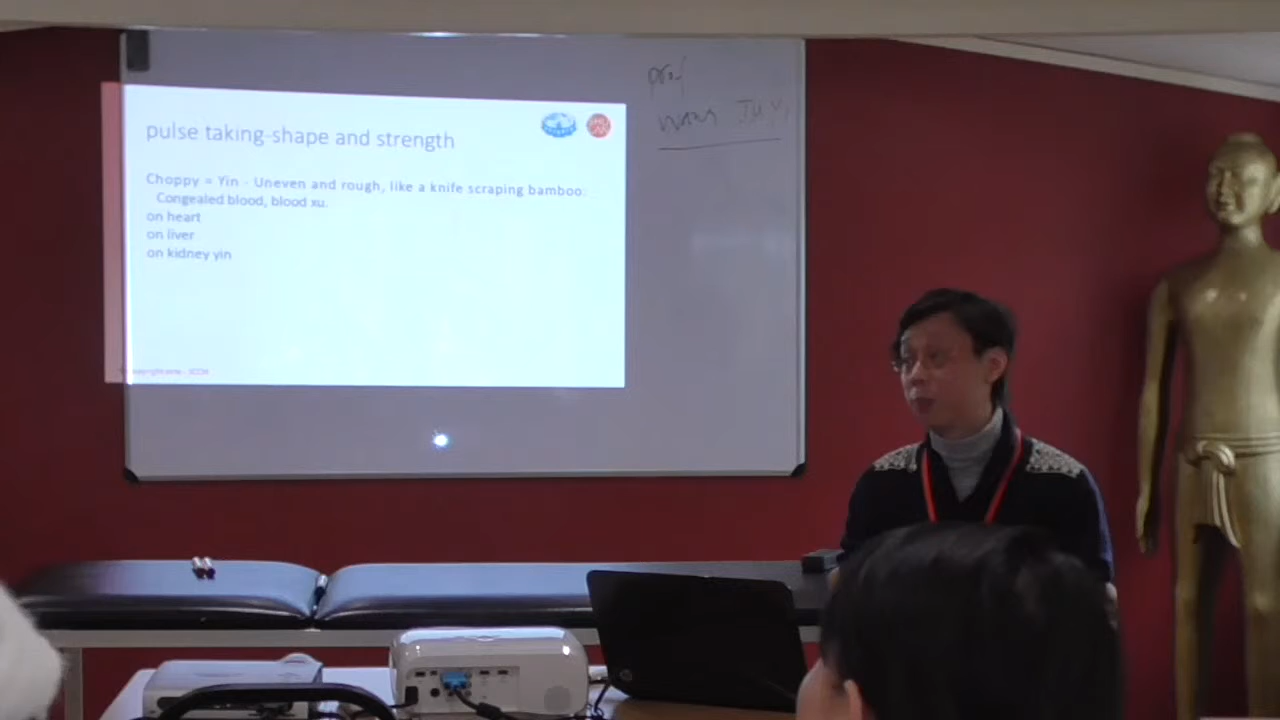 pulse taking-shape and strength
Choppy = Yin - Uneven and rough, like a knife scraping bamboo:
Congealed blood, blood xu.
on heart
on liver
on kidney yin
prof